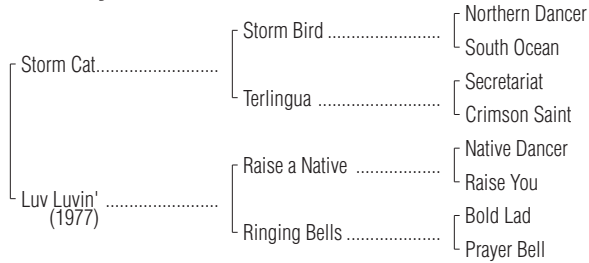 Northern Dancer
Storm Bird ........................
South Ocean
Storm Cat..........................
Secretariat
Terlingua ..........................
Crimson Saint
Native Dancer
Raise a Native ..................
Raise You
Luv Luvin' ........................
(1977)
Bold Lad
Ringing Bells ....................
Prayer Bell